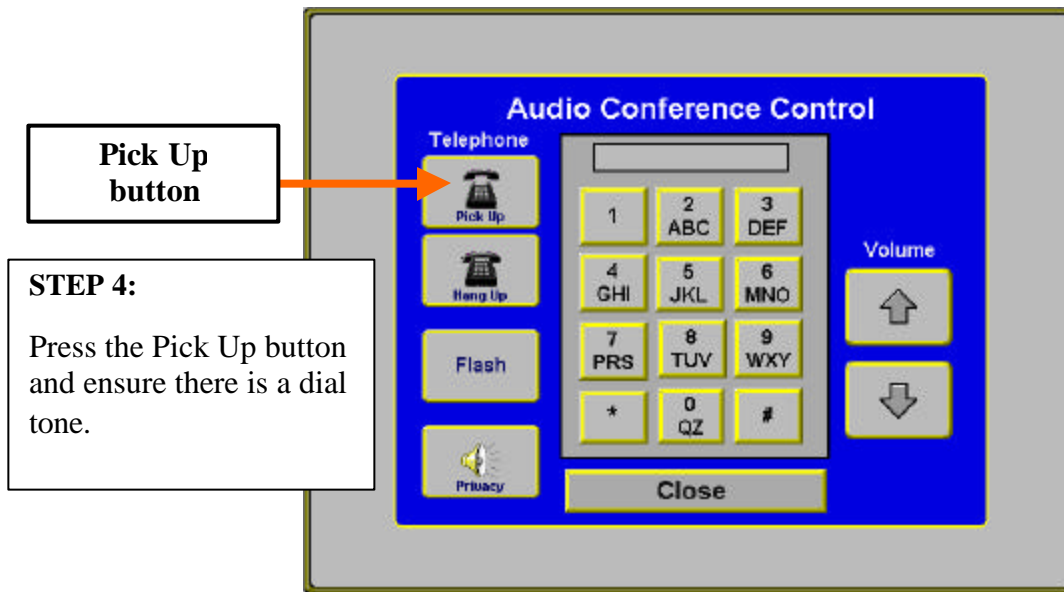 Audio Conference Control
Pick Up
button
STEP 4:
Press the Pick Up button
and ensure there is a dial
tone.
Telephone
Pick Up
Hang Up
Flash
Privacy
1
2
ABC
3
DEF
4
GHI
5
JKL
6
MNO
7
PRS
8
TUV
9
WXY
*
0
QZ
#
Close
Volume